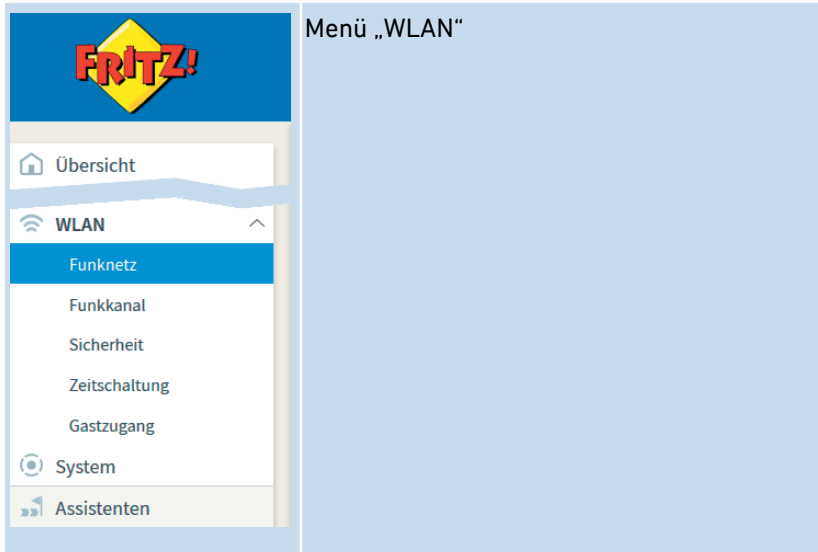 FRITZ!
Menü „WLAN“
Übersicht
WLAN
Funknetz
Funkkanal
Sicherheit
Zeitschaltung
Gastzugang
System
Assistenten